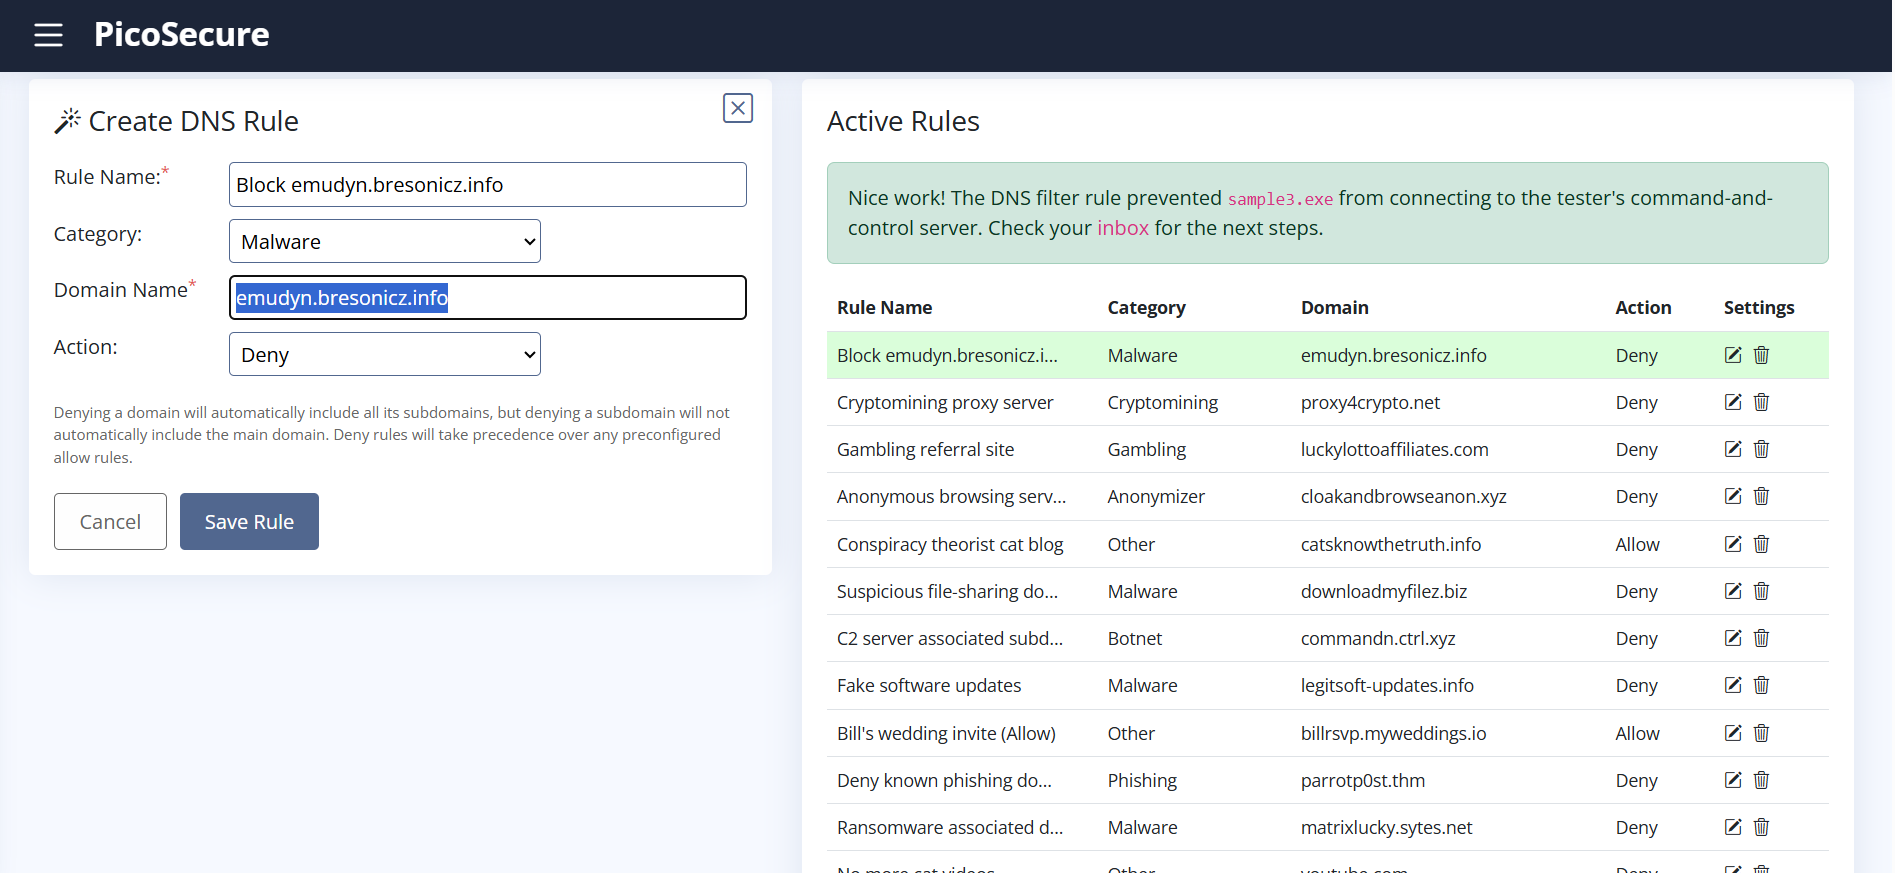 PicoSecure
Create DNS Rule
Rule Name:*
Block emudyn.bresonicz.info
Category:
Malware
Domain Name*
emudyn.bresonicz.info
Action:
Deny
Denying a domain will automatically include all its subdomains, but denying a subdomain will not
automatically include the main domain. Deny rules will take precedence over any preconfigured
allow rules.
Cancel Save Rule
Active Rules
Nice work! The DNS filter rule prevented sample3.exe from connecting to the tester's command-and-
control server. Check your inbox for the next steps.
Rule Name Category Domain Action Settings
Block emudyn.bresonicz.i... Malware emudyn.bresonicz.info Deny
Cryptomining proxy server Cryptomining proxy4crypto.net Deny
Gambling referral site Gambling luckylottoaffiliates.com Deny
Anonymous browsing serv... Anonymizer cloakandbrowseanon.xyz Deny
Conspiracy theorist cat blog Other catsknowthetruth.info Allow
Suspicious file-sharing do... Malware downloadmyfilez.biz Deny
C2 server associated subd... Botnet commandn.ctrl.xyz Deny
Fake software updates Malware legitsoft-updates.info Deny
Bill's wedding invite (Allow) Other billrsvp.myweddings.io Allow
Deny known phishing do... Phishing parrotp0st.thm Deny
Ransomware associated d... Malware matrixlucky.sytes.net Deny
No more cat videos Other youtube.com Deny